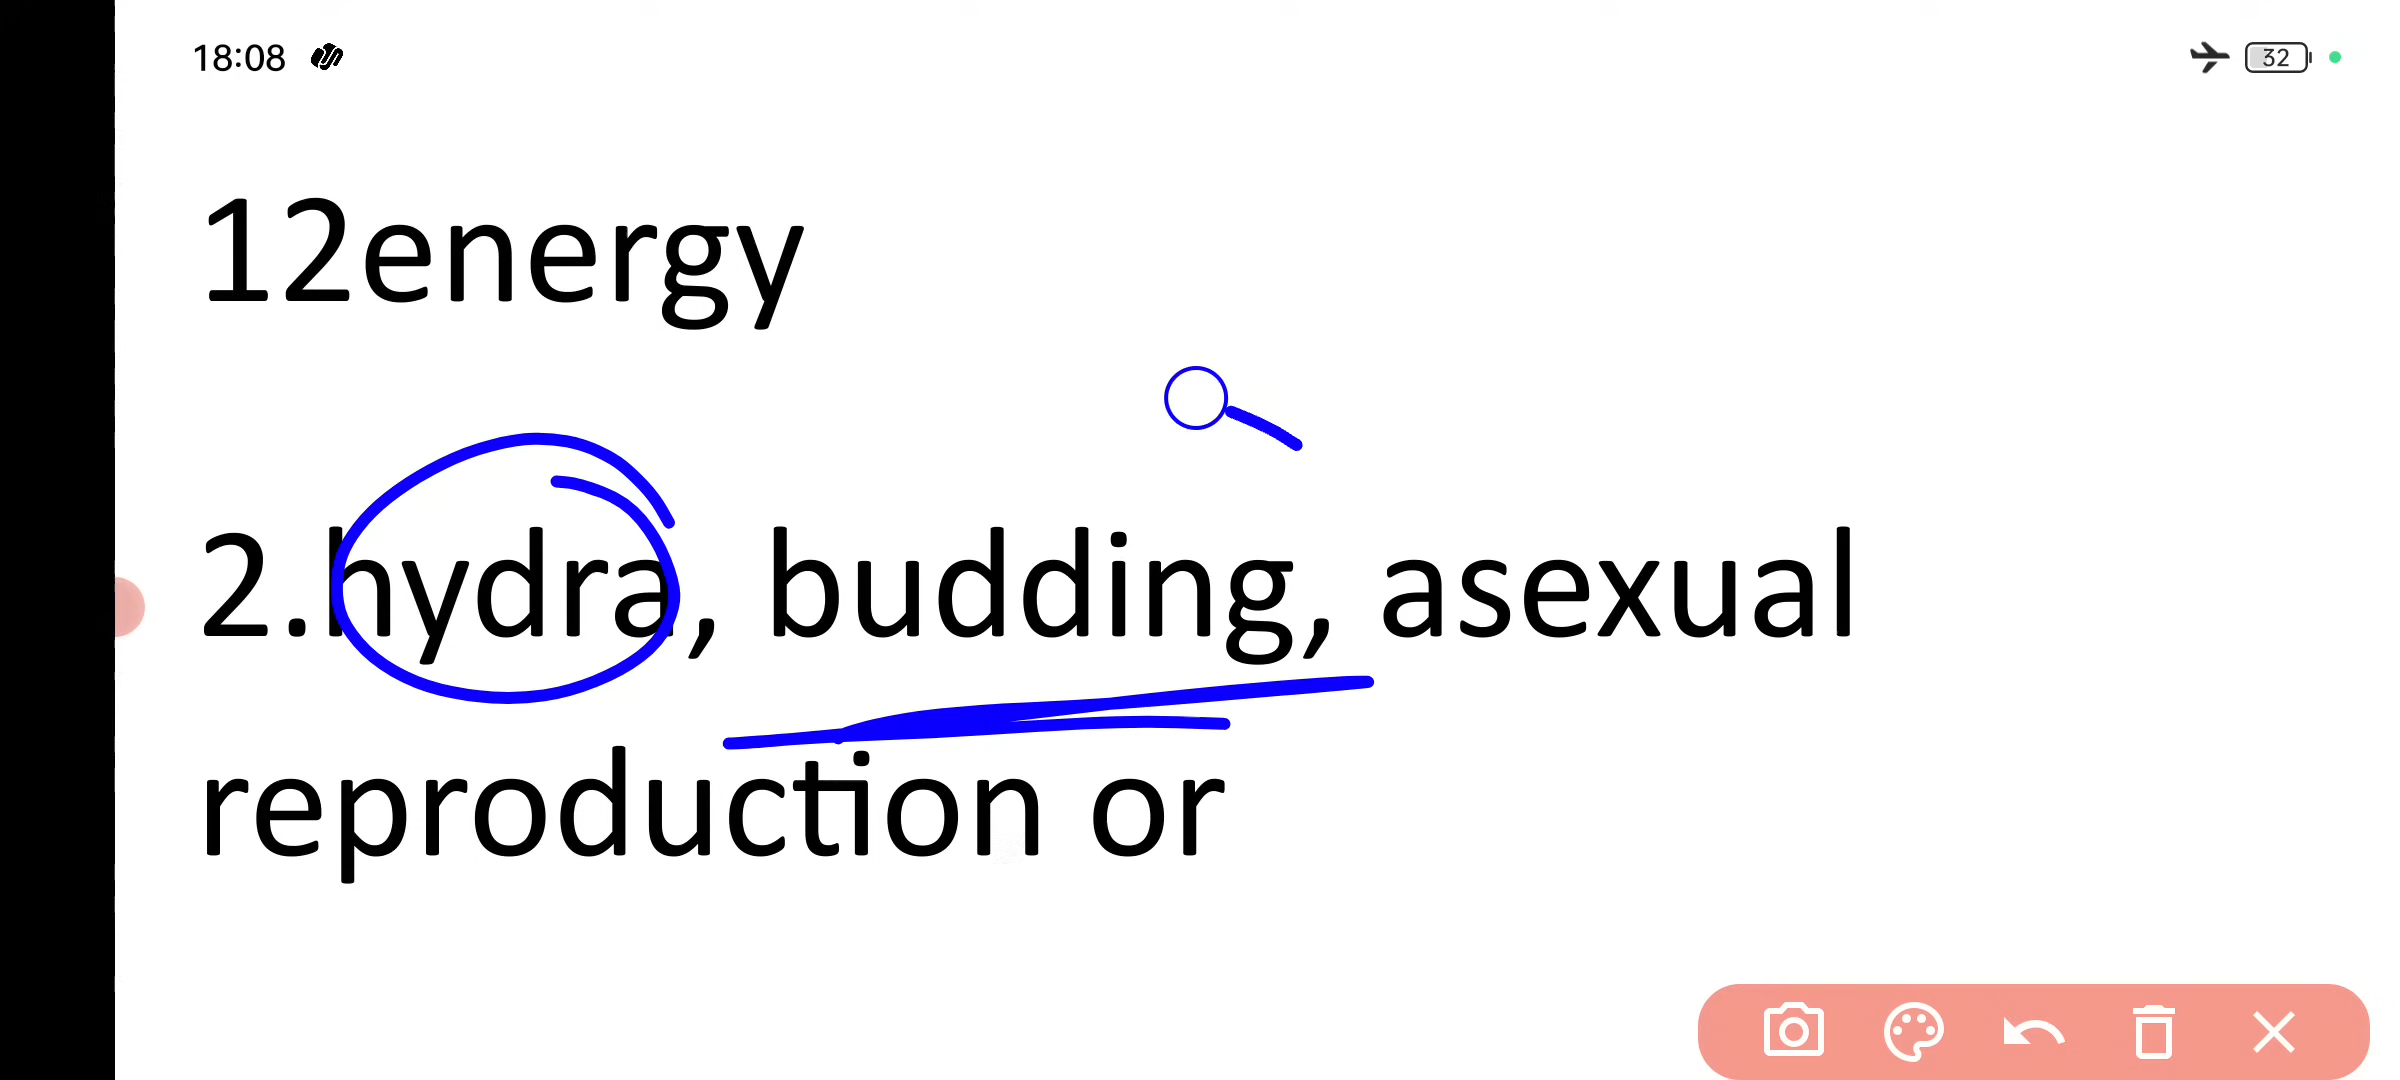 18:08 32
12energy
2.hydra, budding, asexual
reproduction or